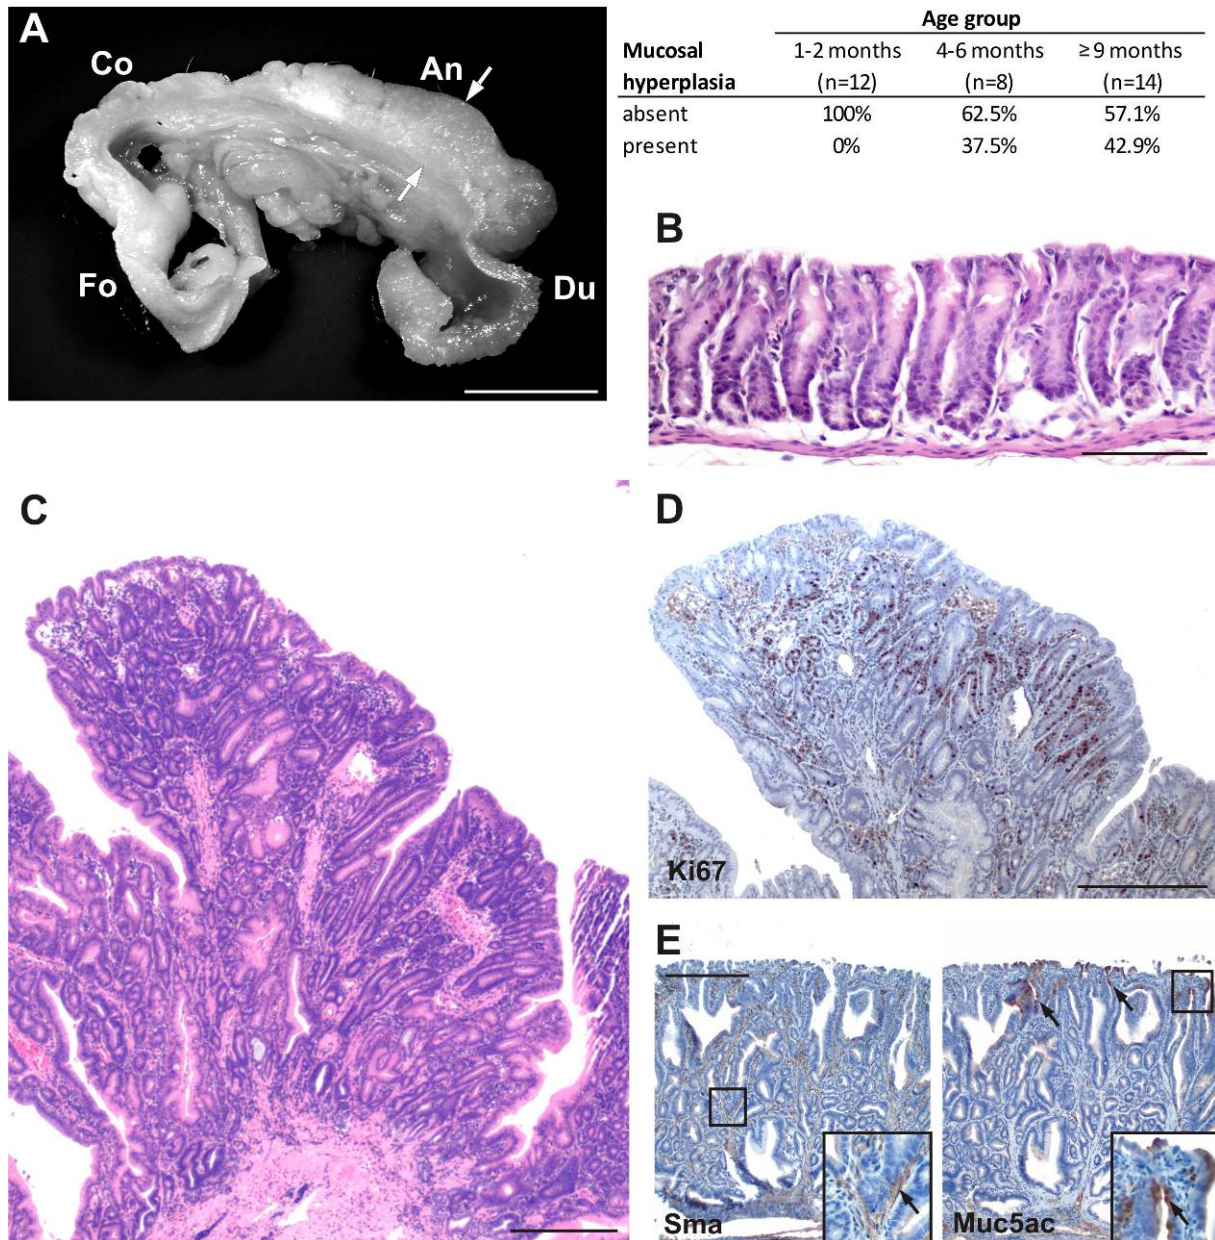 A
Co
An
Fo
Du
Age group
Mucosal 1-2 months 4-6 months ≥ 9 months
hyperplasia (n=12) (n=8) (n=14)
absent 100% 62.5% 57.1%
present 0% 37.5% 42.9%
B
C
D
Ki67
E
Sma
Muc5ac